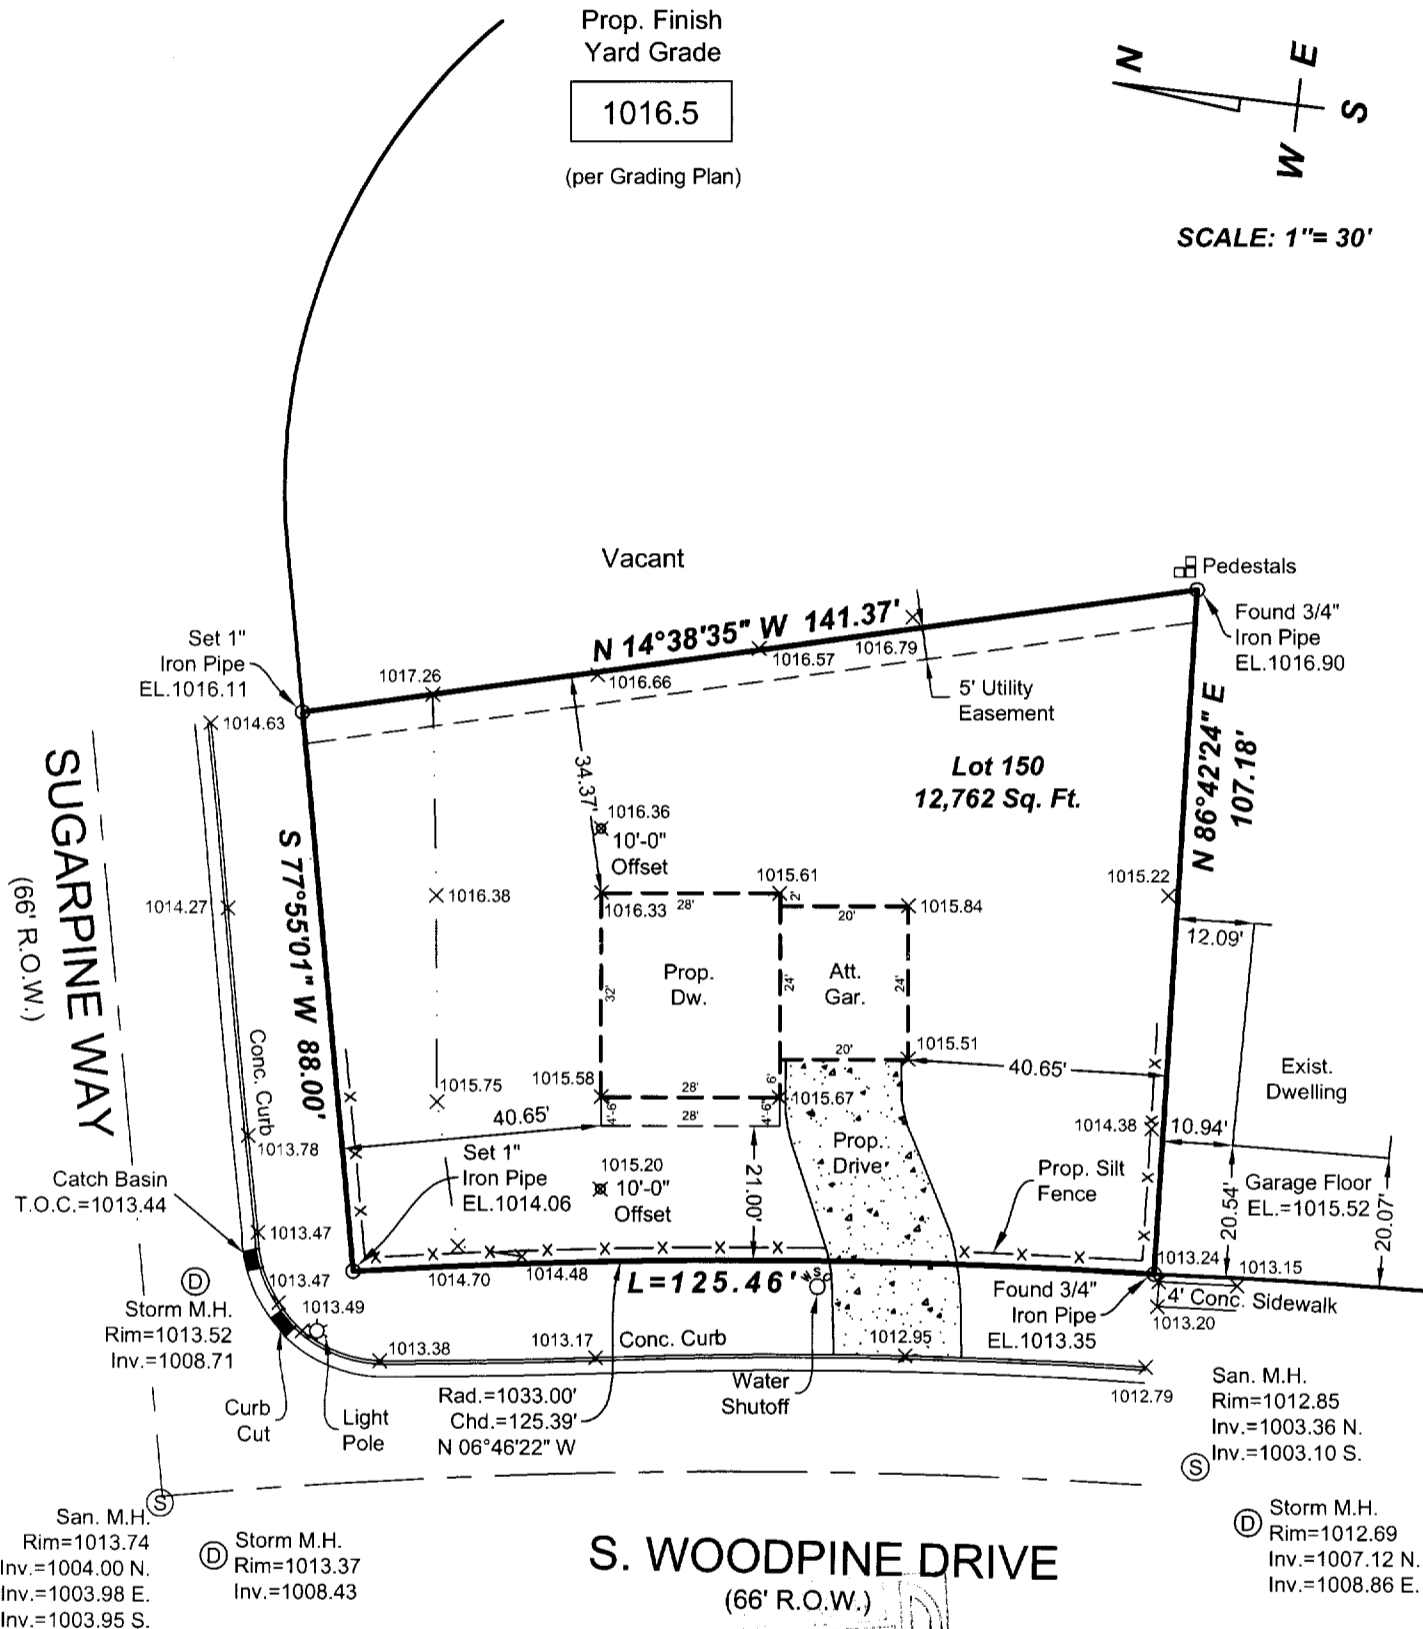 Prop. Finish
Yard Grade
1016.5
(per Grading Plan)
N
E
S
W
SCALE: 1"= 30'
Vacant
Pedestals
Found 3/4"
Iron Pipe
EL.1016.90
N 14°38'35" W 141.37'
Set 1"
Iron Pipe
EL.1016.11
1017.26
1016.66
1016.57
1016.79
5' Utility
Easement
1014.63
Lot 150
12,762 Sq. Ft.
N 86°42'24" E
107.18'
34.37'
1016.36
10'-0"
Offset
SUGARPINE WAY
(66' R.O.W.)
S 77°55'01" W 88.00'
1014.27
1016.38
1016.33
28'
1015.61
2'
20'
1015.84
1015.22
12.09'
Prop.
Dw.
32'
24'
Att.
Gar.
24'
Conc. Curb
20'
1015.51
40.65'
Exist.
Dwelling
1015.75
1015.58
28'
6'
1015.67
40.65'
4'-6"
28'
4'-6"
1014.38
10.94'
1013.78
Set 1"
Iron Pipe
EL.1014.06
1015.20
10'-0"
Offset
21.00'
Prop.
Drive
Prop. Silt
Fence
Garage Floor
EL.=1015.52
20.54'
20.07'
Catch Basin
T.O.C.=1013.44
1013.47
1013.47
D
Storm M.H.
Rim=1013.52
Inv.=1008.71
1013.49
1014.70
1014.48
L=125.46'
WSO
1013.24
1013.15
Found 3/4"
Iron Pipe
EL.1013.35
4' Conc. Sidewalk
1013.20
1013.38
1013.17
Conc. Curb
1012.95
1012.79
Curb
Cut
Light
Pole
Rad.=1033.00'
Chd.=125.39'
N 06°46'22" W
Water
Shutoff
San. M.H.
Rim=1012.85
Inv.=1003.36 N.
Inv.=1003.10 S.
S
S
San. M.H.
Rim=1013.74
Inv.=1004.00 N.
Inv.=1003.98 E.
Inv.=1003.95 S.
D
Storm M.H.
Rim=1013.37
Inv.=1008.43
S. WOODPINE DRIVE
(66' R.O.W.)
D
Storm M.H.
Rim=1012.69
Inv.=1007.12 N.
Inv.=1008.86 E.